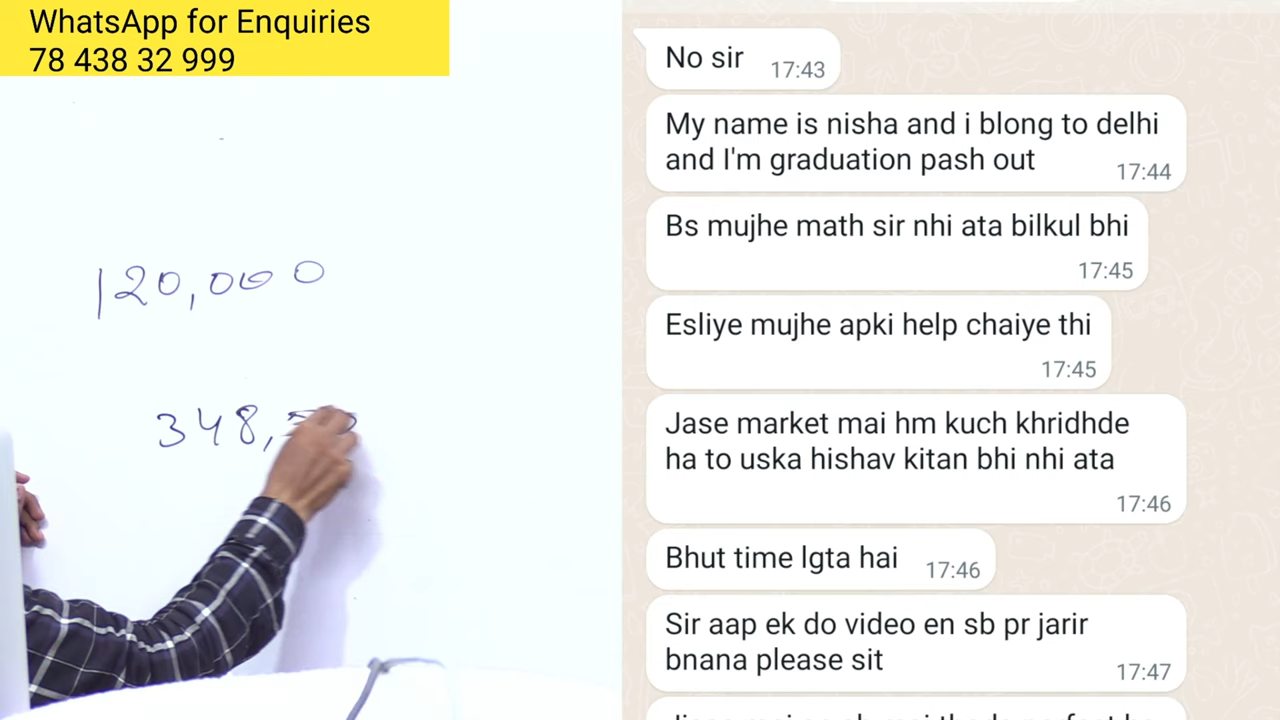 WhatsApp for Enquiries
78 438 32 999
120,000
348,
No sir 17:43
My name is nisha and i blong to delhi
and I'm graduation pash out 17:44
Bs mujhe math sir nhi ata bilkul bhi
17:45
Esliye mujhe apki help chaiye thi
17:45
Jase market mai hm kuch khridhde
ha to uska hishav kitan bhi nhi ata
17:46
Bhut time lgta hai 17:46
Sir aap ek do video en sb pr jarir
bnana please sit 17:47